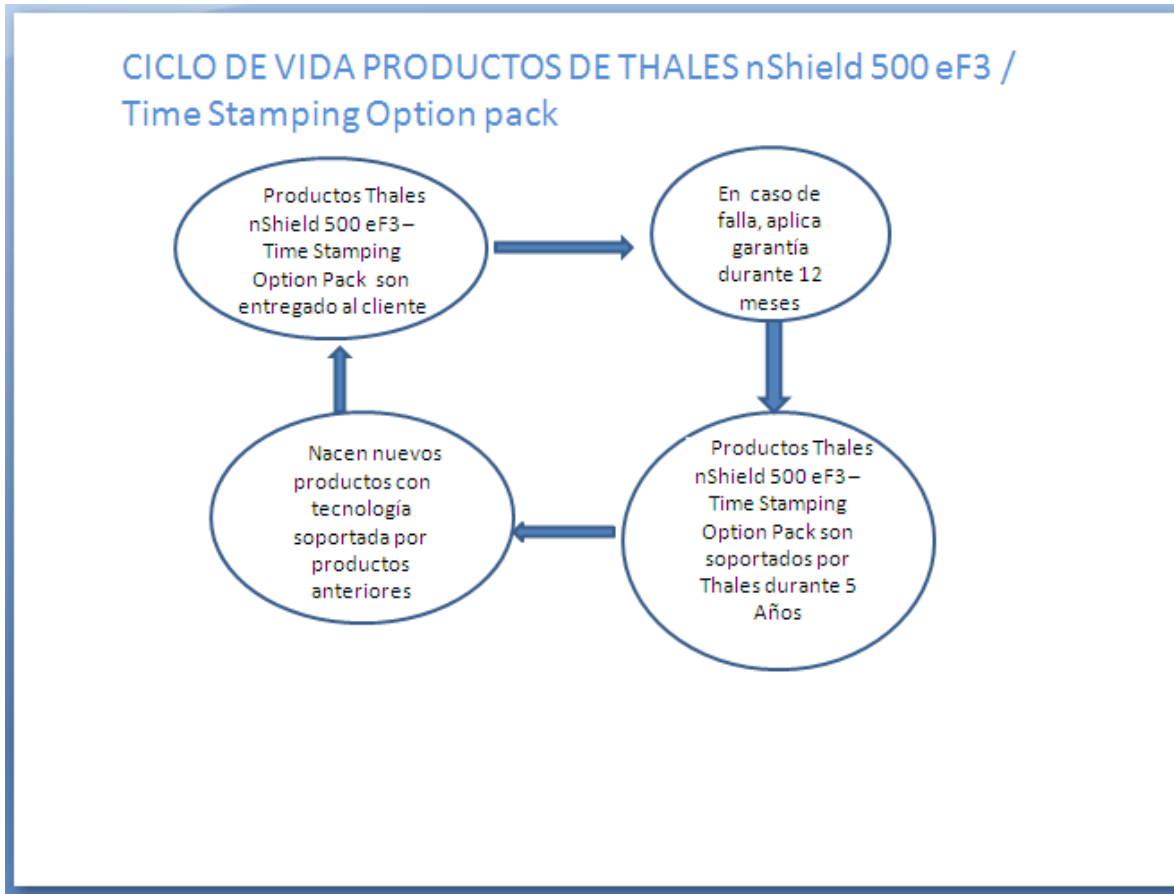 CICLO DE VIDA PRODUCTOS DE THALES nShield 500 eF3 /
Time Stamping Option pack
Productos Thales
nShield 500 eF3–
Time Stamping
Option Pack son
entregado al cliente
En caso de
falla, aplica
garantía
durante 12
meses
Productos Thales
nShield 500 eF3–
Time Stamping
Option Pack son
soportados por
Thales durante 5
Años
Nacen nuevos
productos con
tecnología
soportada por
productos
anteriores